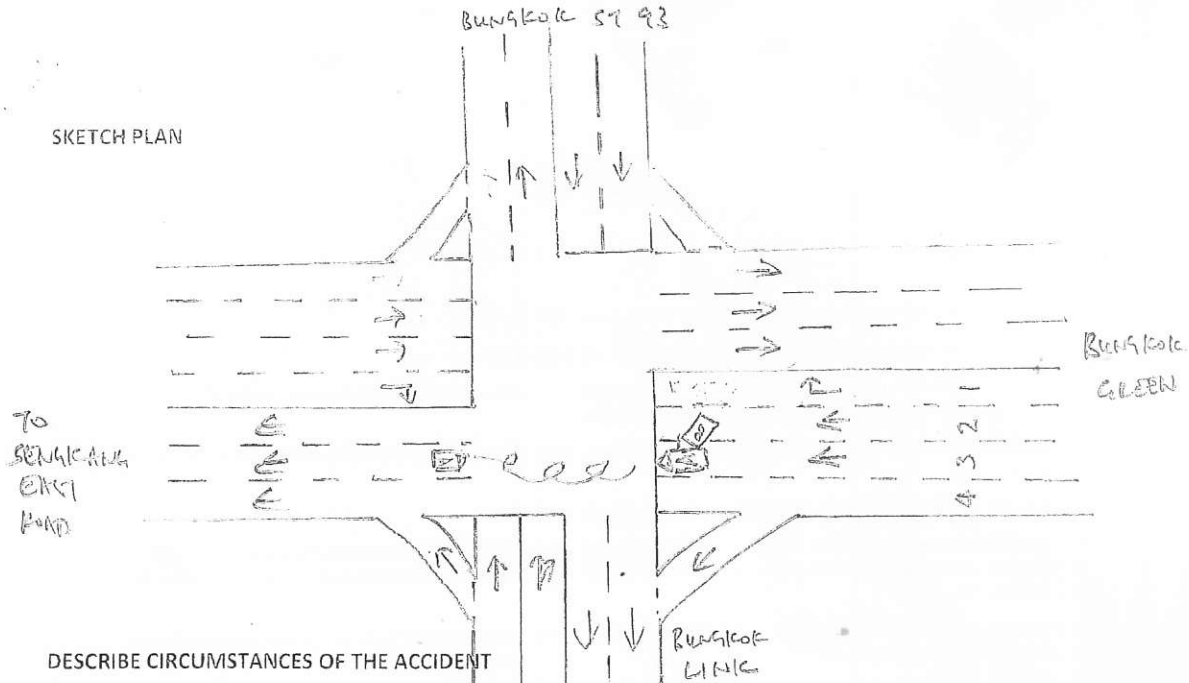 BUNGKOK ST 93
SKETCH PLAN
BUNGKOK
GREEN
1
2
3
4
B
A
A
TO
SENGKANG
EAST
ROAD
BUNGKOK
LINK
DESCRIBE CIRCUMSTANCES OF THE ACCIDENT